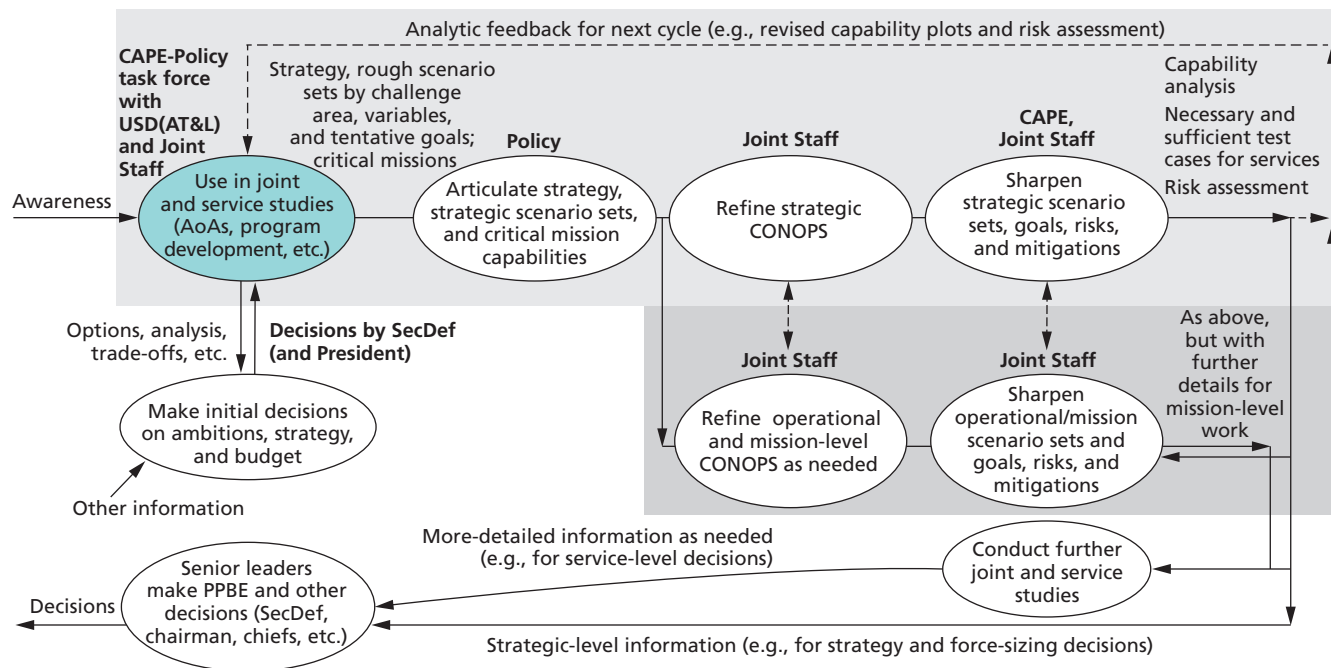 Analytic feedback for next cycle (e.g., revised capability plots and risk assessment)
CAPE-Policy
task force
with
USD(AT&L)
and Joint
Staff
Strategy, rough scenario
sets by challenge
area, variables,
and tentative goals;
critical missions
Policy
Joint Staff
CAPE,
Joint Staff
Capability
analysis
Necessary and
sufficient test
cases for services
Risk assessment
Awareness
Use in joint
and service studies
(AoAs, program
development, etc.)
Articulate strategy,
strategic scenario sets,
and critical mission
capabilities
Refine strategic
CONOPS
Sharpen
strategic scenario
sets, goals, risks,
and mitigations
Options, analysis,
trade-offs, etc.
Decisions by SecDef
(and President)
Joint Staff
Joint Staff
As above,
but with
further
details for
mission-level
work
Make initial decisions
on ambitions, strategy,
and budget
Refine operational
and mission-level
CONOPS as needed
Sharpen
operational/mission
scenario sets and
goals, risks, and
mitigations
Other information
More-detailed information as needed
(e.g., for service-level decisions)
Conduct further
joint and service
studies
Decisions
Senior leaders
make PPBE and other
decisions (SecDef,
chairman, chiefs, etc.)
Strategic-level information (e.g., for strategy and force-sizing decisions)